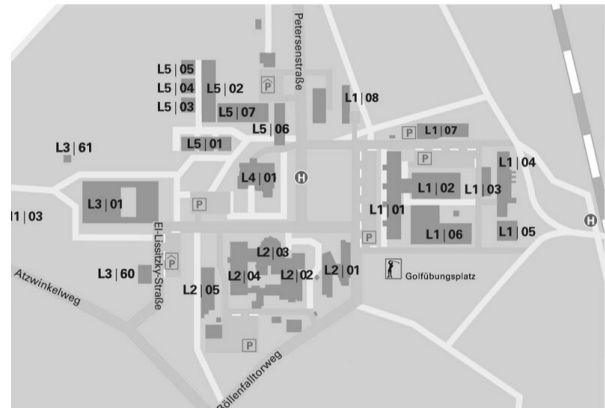 Petersenstraße
L5 | 05
L5 | 04
L5 | 02
L5 | 03
L5 | 07
P
L1 | 08
L5 | 06
P
L1 | 07
L5 | 01
P
L3 | 61
L1 | 04
L4 | 01
H
L1 | 02
L1 | 03
L3 | 01
P
L1 | 01
1 | 03
H
El-Lissitzky-Straße
L1 | 06
L1 | 05
P
L2 | 03
P
L3 | 60
L2 | 04
L2 | 02
L2 | 01
Golfübungsplatz
L2 | 05
Atzwinkelweg
P
Böllenfalltorweg